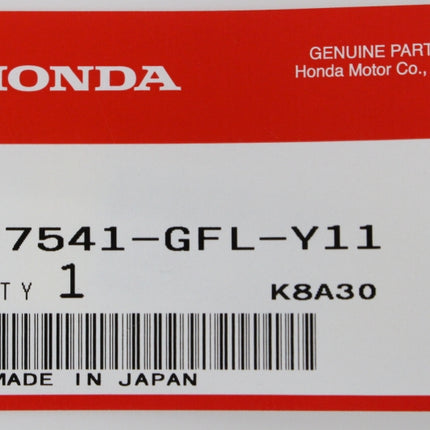 HONDA
GENUINE PART
Honda Motor Co.,
7541-GFL-Y11
TY 1
K8A30
MADE IN JAPAN